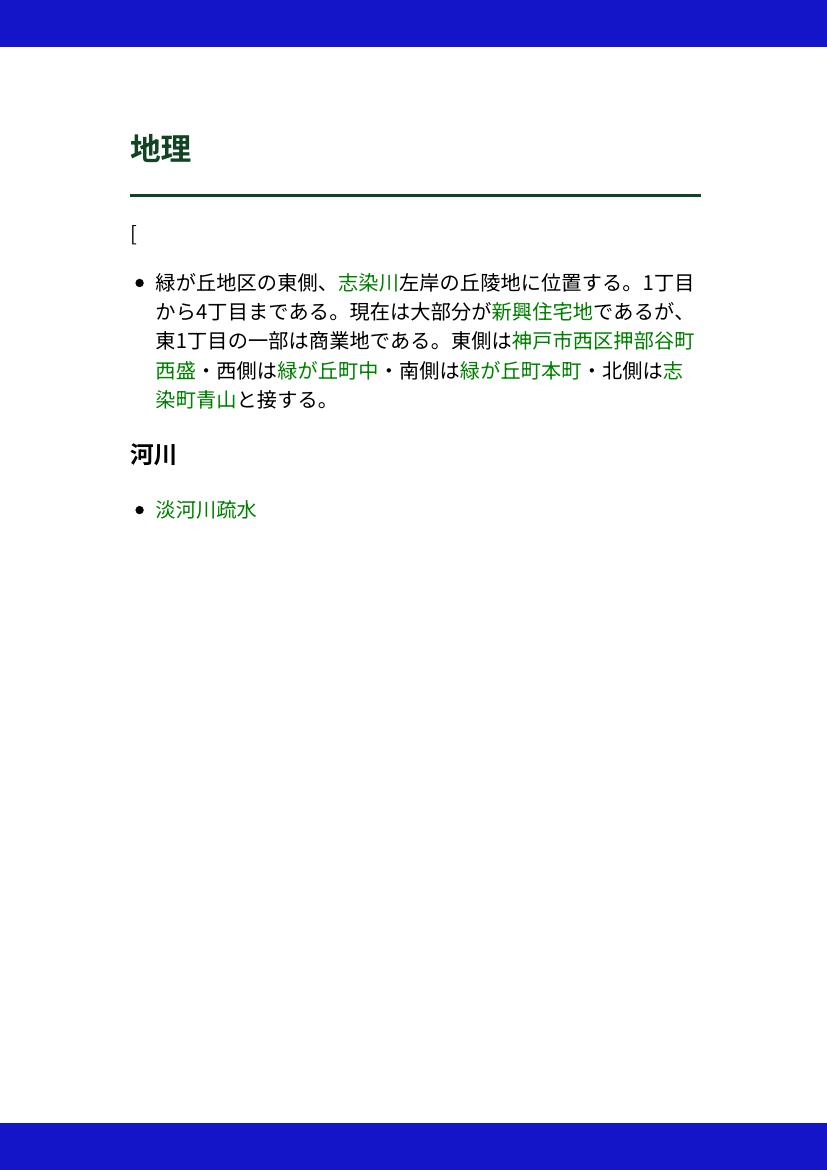 地理
[
• 緑が丘地区の東側、志染川左岸の丘陵地に位置する。1丁目
から4丁目まである。現在は大部分が新興住宅地であるが、
東1丁目の一部は商業地である。東側は神戸市西区押部谷町
西盛・西側は緑が丘町中・南側は緑が丘町本町・北側は志
染町青山と接する。
河川
• 淡河川疏水